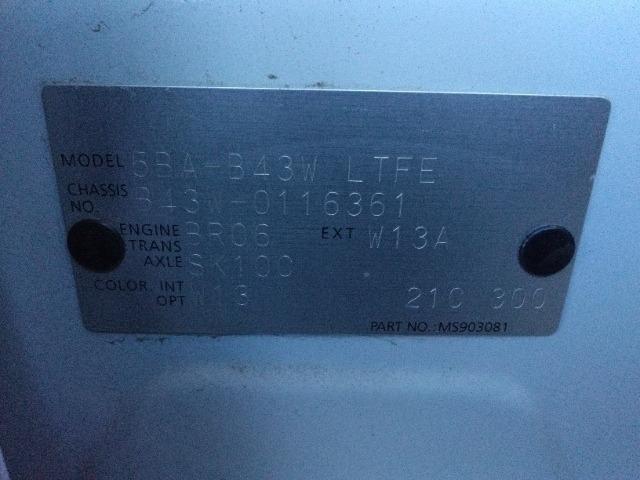 MODEL 5BA-B43W LTFE
CHASSIS NO. B43W-0116361
ENGINE BR06 EXT W13A
TRANS AXLE SK100
COLOR. INT W13 21C 300
OPT
PART NO.:MS903081